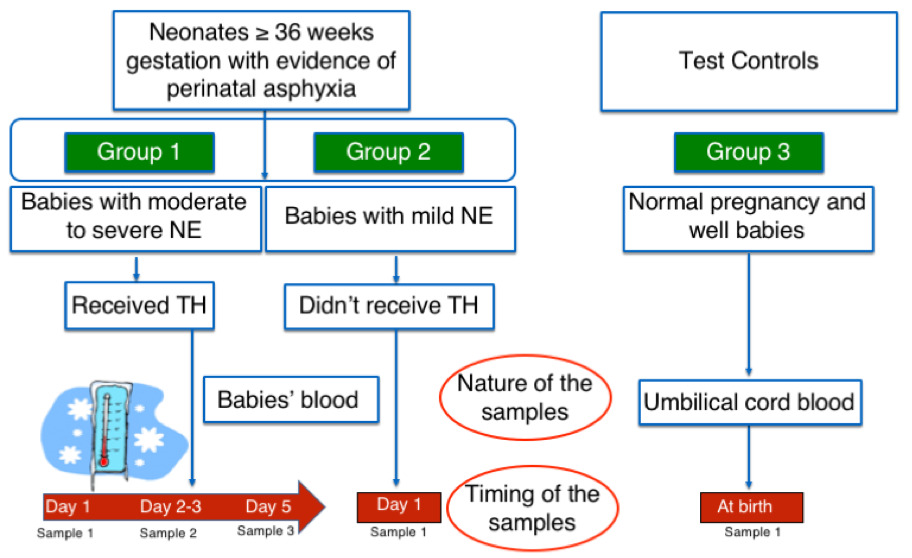 Neonates ≥ 36 weeks
gestation with evidence of
perinatal asphyxia
Test Controls
Group 1
Group 2
Group 3
Babies with moderate
to severe NE
Babies with mild NE
Normal pregnancy and
well babies
Received TH
Didn't receive TH
Babies' blood
Nature of the
samples
Umbilical cord blood
Day 1
Day 2-3
Day 5
Day 1
Timing of the
samples
At birth
Sample 1
Sample 2
Sample 3
Sample 1
Sample 1